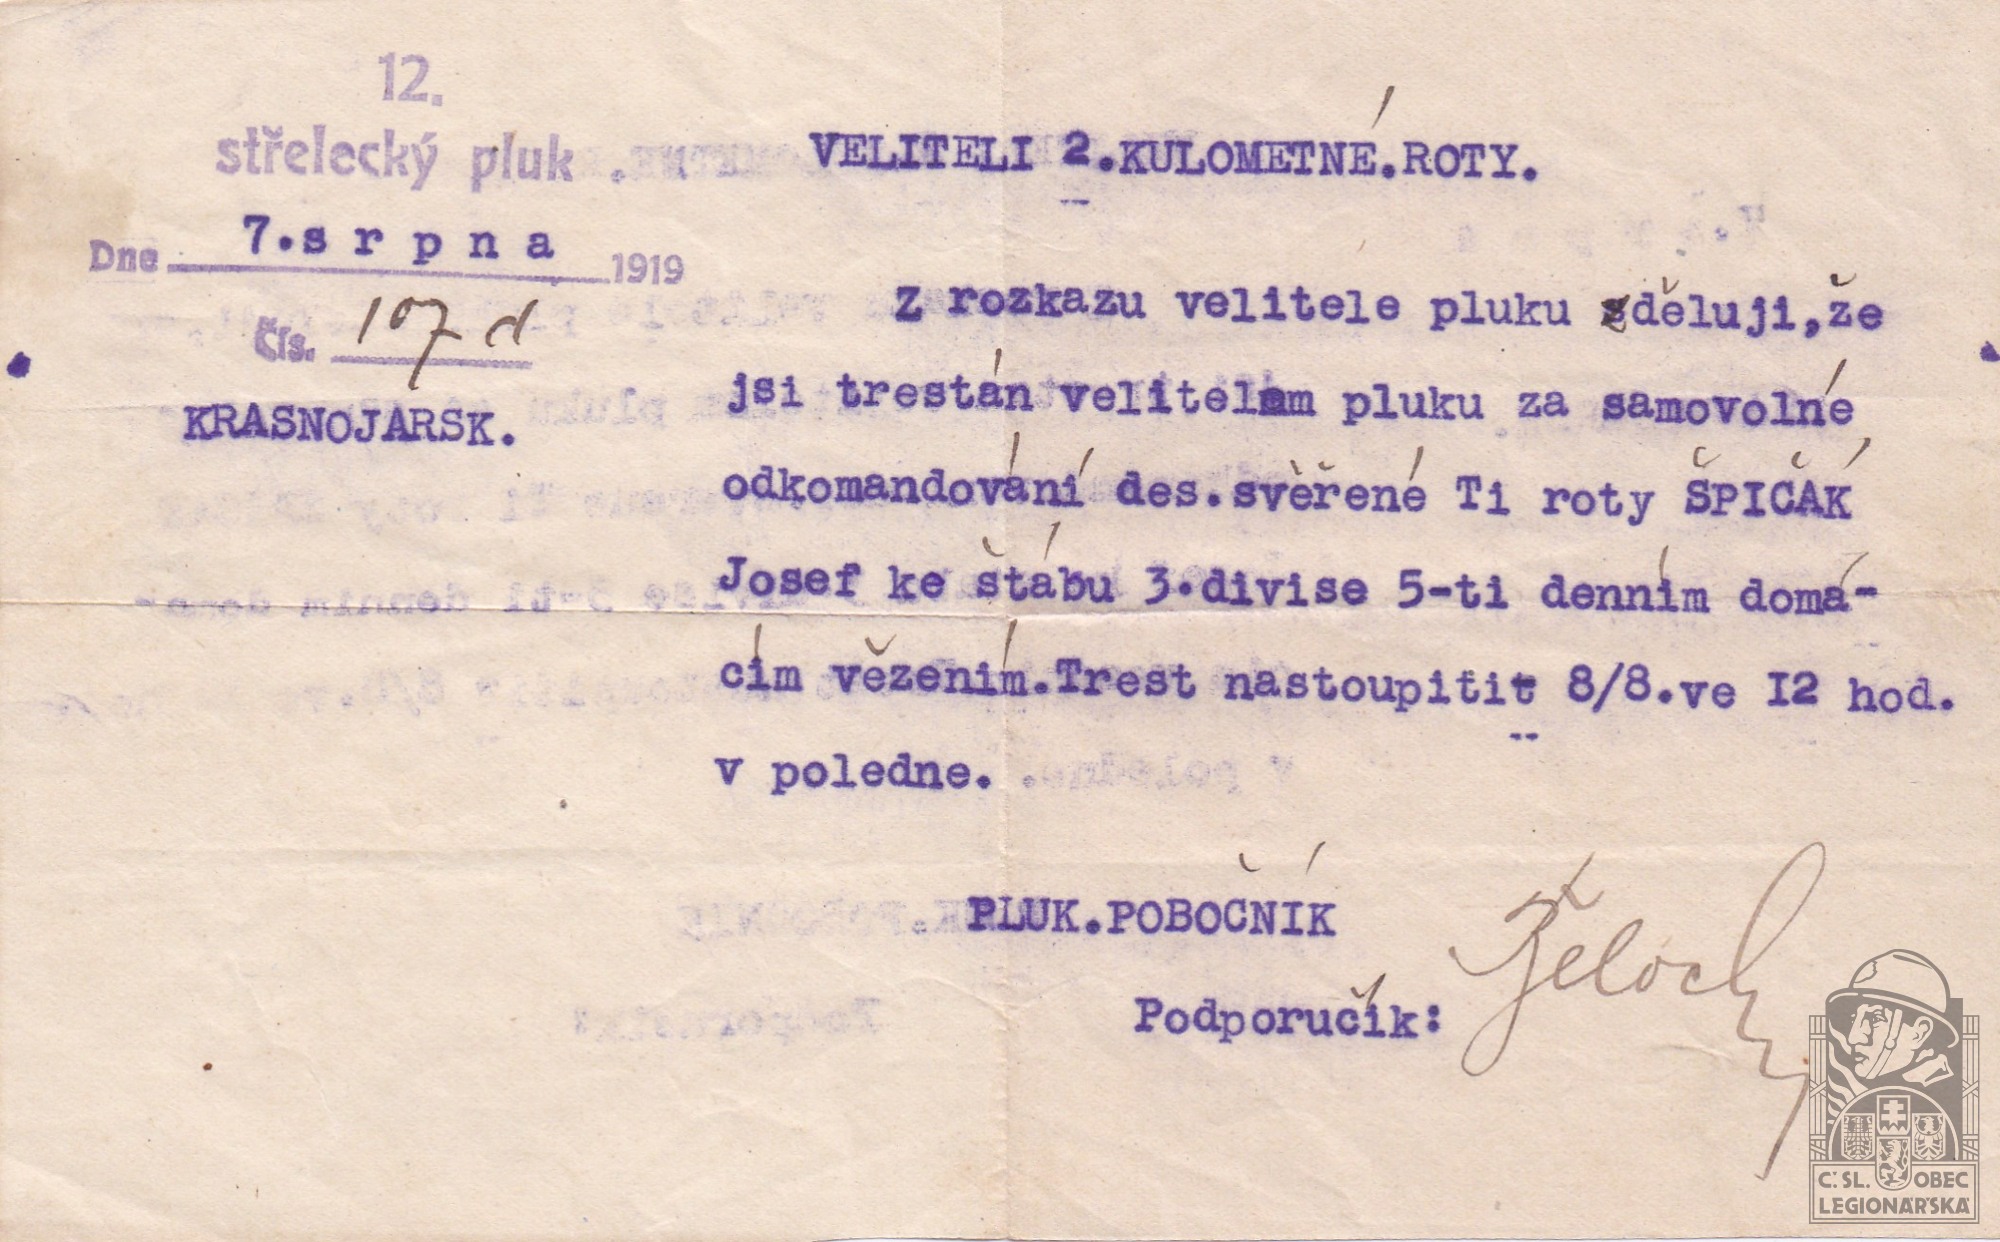 12.
střelecký pluk
Dne 7.srpna 1919
Čís. 107 d
KRASNOJARSK.
VELITELI 2.KULOMETNÉ.ROTY.
Z rozkazu velitele pluku sděluji,že
jsi trestán velitelem pluku za samovolné
odkomandování des.svěřené Ti roty ŠPIČÁK
Josef ke štábu 3.divise 5-ti denním domá-
cím vězením.Trest nastoupitit 8/8.ve I2 hod.
v poledne.
PLUK.POBOČNÍK
Podporučík:
Č.SL. OBEC
LEGIONÁŘSKÁ